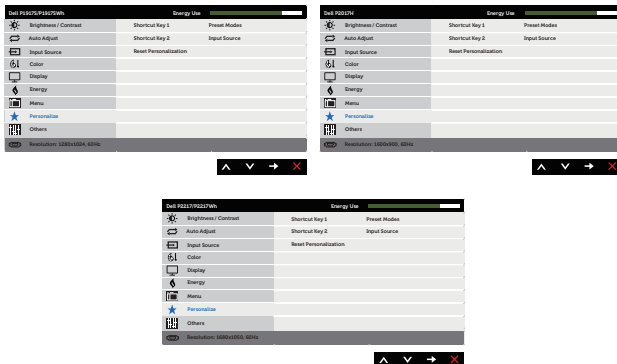 Dell P1917S/P1917SWh Energy Use
Brightness / Contrast Shortcut Key 1 Preset Modes
Auto Adjust Shortcut Key 2 Input Source
Input Source Reset Personalization
Color
Display
Energy
Menu
Personalize
Others
Resolution: 1280x1024, 60Hz
Dell P2017H Energy Use
Brightness / Contrast Shortcut Key 1 Preset Modes
Auto Adjust Shortcut Key 2 Input Source
Input Source Reset Personalization
Color
Display
Energy
Menu
Personalize
Others
Resolution: 1600x900, 60Hz
Dell P2217/P2217Wh Energy Use
Brightness / Contrast Shortcut Key 1 Preset Modes
Auto Adjust Shortcut Key 2 Input Source
Input Source Reset Personalization
Color
Display
Energy
Menu
Personalize
Others
Resolution: 1680x1050, 60Hz